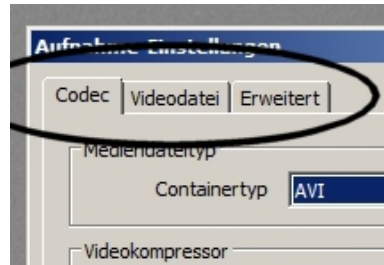 Aufnahme-Einstellungen
Codec Videodatei Erweitert
Mediendateityp
Containertyp AVI
Videokompressor